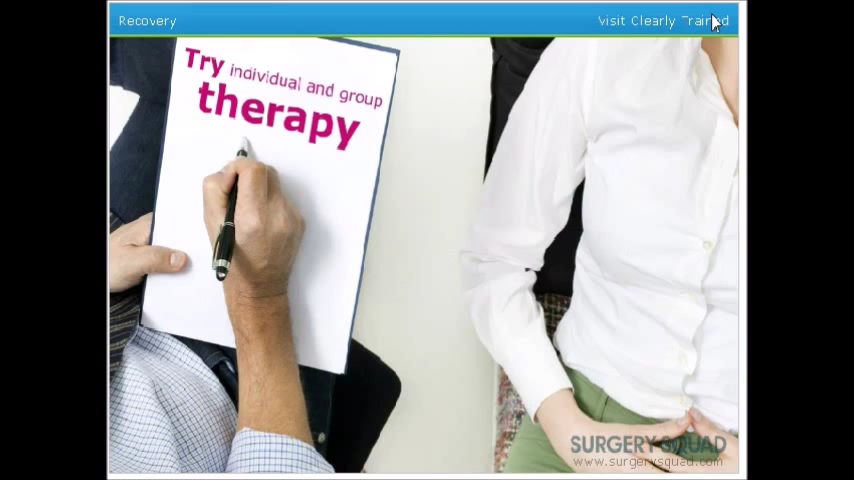 Recovery
Visit Clearly Trained
Try individual and group
therapy
SURGERY SQUAD
www.surgerysquad.com